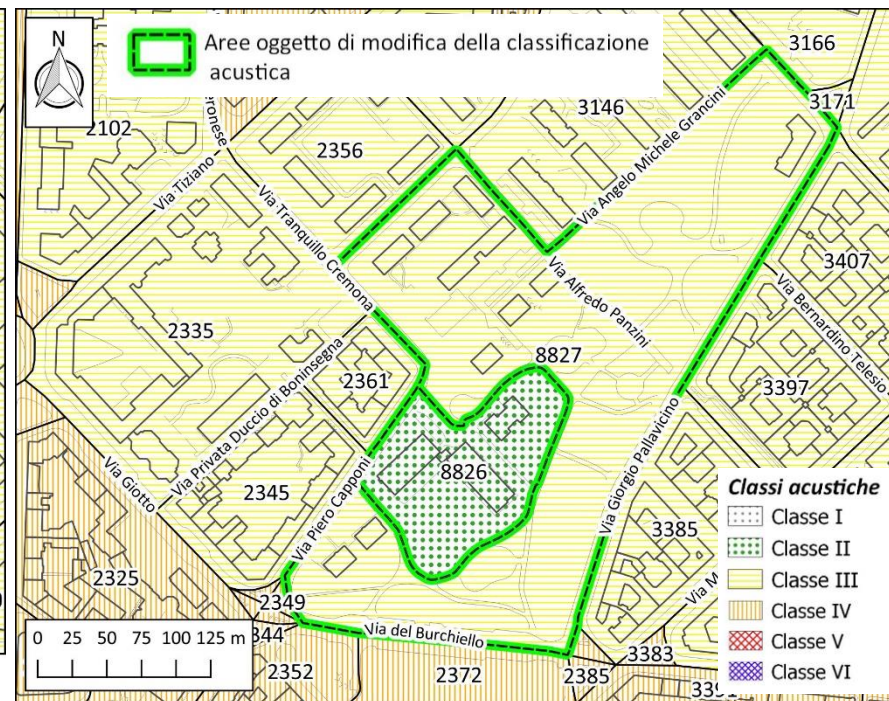 N
Aree oggetto di modifica della classificazione
acustica
3166
3171
3146
2102
2356
Via Tiziano
Via Tranquillo Cremona
Via Angelo Michele Grancini
Via Alfredo Panzini
3407
Via Bernardino Telesio
2335
8827
2361
3397
Via Privata Duccio di Boninsegna
8826
Via Giotto
Via Piero Capponi
Via Giorgio Pallavicino
2345
3385
2325
2349
Via del Burchiello
2352
2372
2385
3383
0 25 50 75 100 125 m
Classi acustiche
Classe I
Classe II
Classe III
Classe IV
Classe V
Classe VI